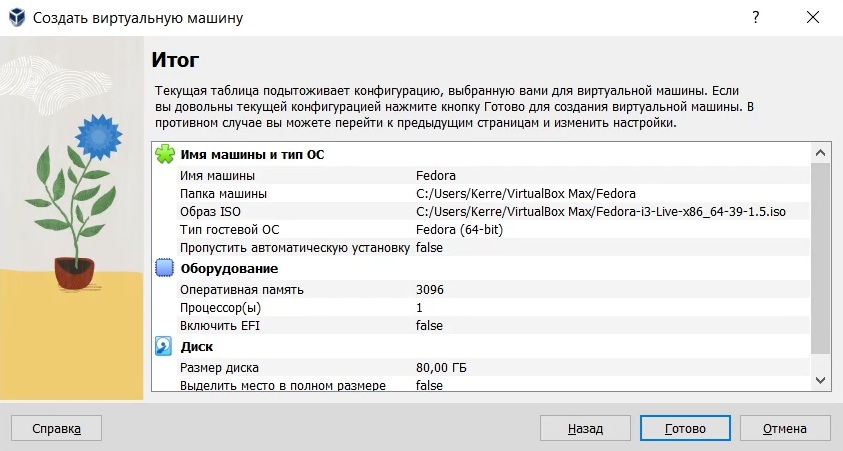 Создать виртуальную машину
?
Итог
Текущая таблица подытоживает конфигурацию, выбранную вами для виртуальной машины. Если
вы довольны текущей конфигурацией нажмите кнопку Готово для создания виртуальной машины. В
противном случае вы можете перейти к предыдущим страницам и изменить настройки.
Имя машины и тип ОС
Имя машины Fedora
Папка машины C:/Users/Kerre/VirtualBox Max/Fedora
Образ ISO C:/Users/Kerre/VirtualBox Max/Fedora-i3-Live-x86_64-39-1.5.iso
Тип гостевой ОС Fedora (64-bit)
Пропустить автоматическую установку false
Оборудование
Оперативная память 3096
Процессор(ы) 1
Включить EFI false
Диск
Размер диска 80,00 ГБ
Выделить место в полном размере false
Справка Назад Готово Отмена